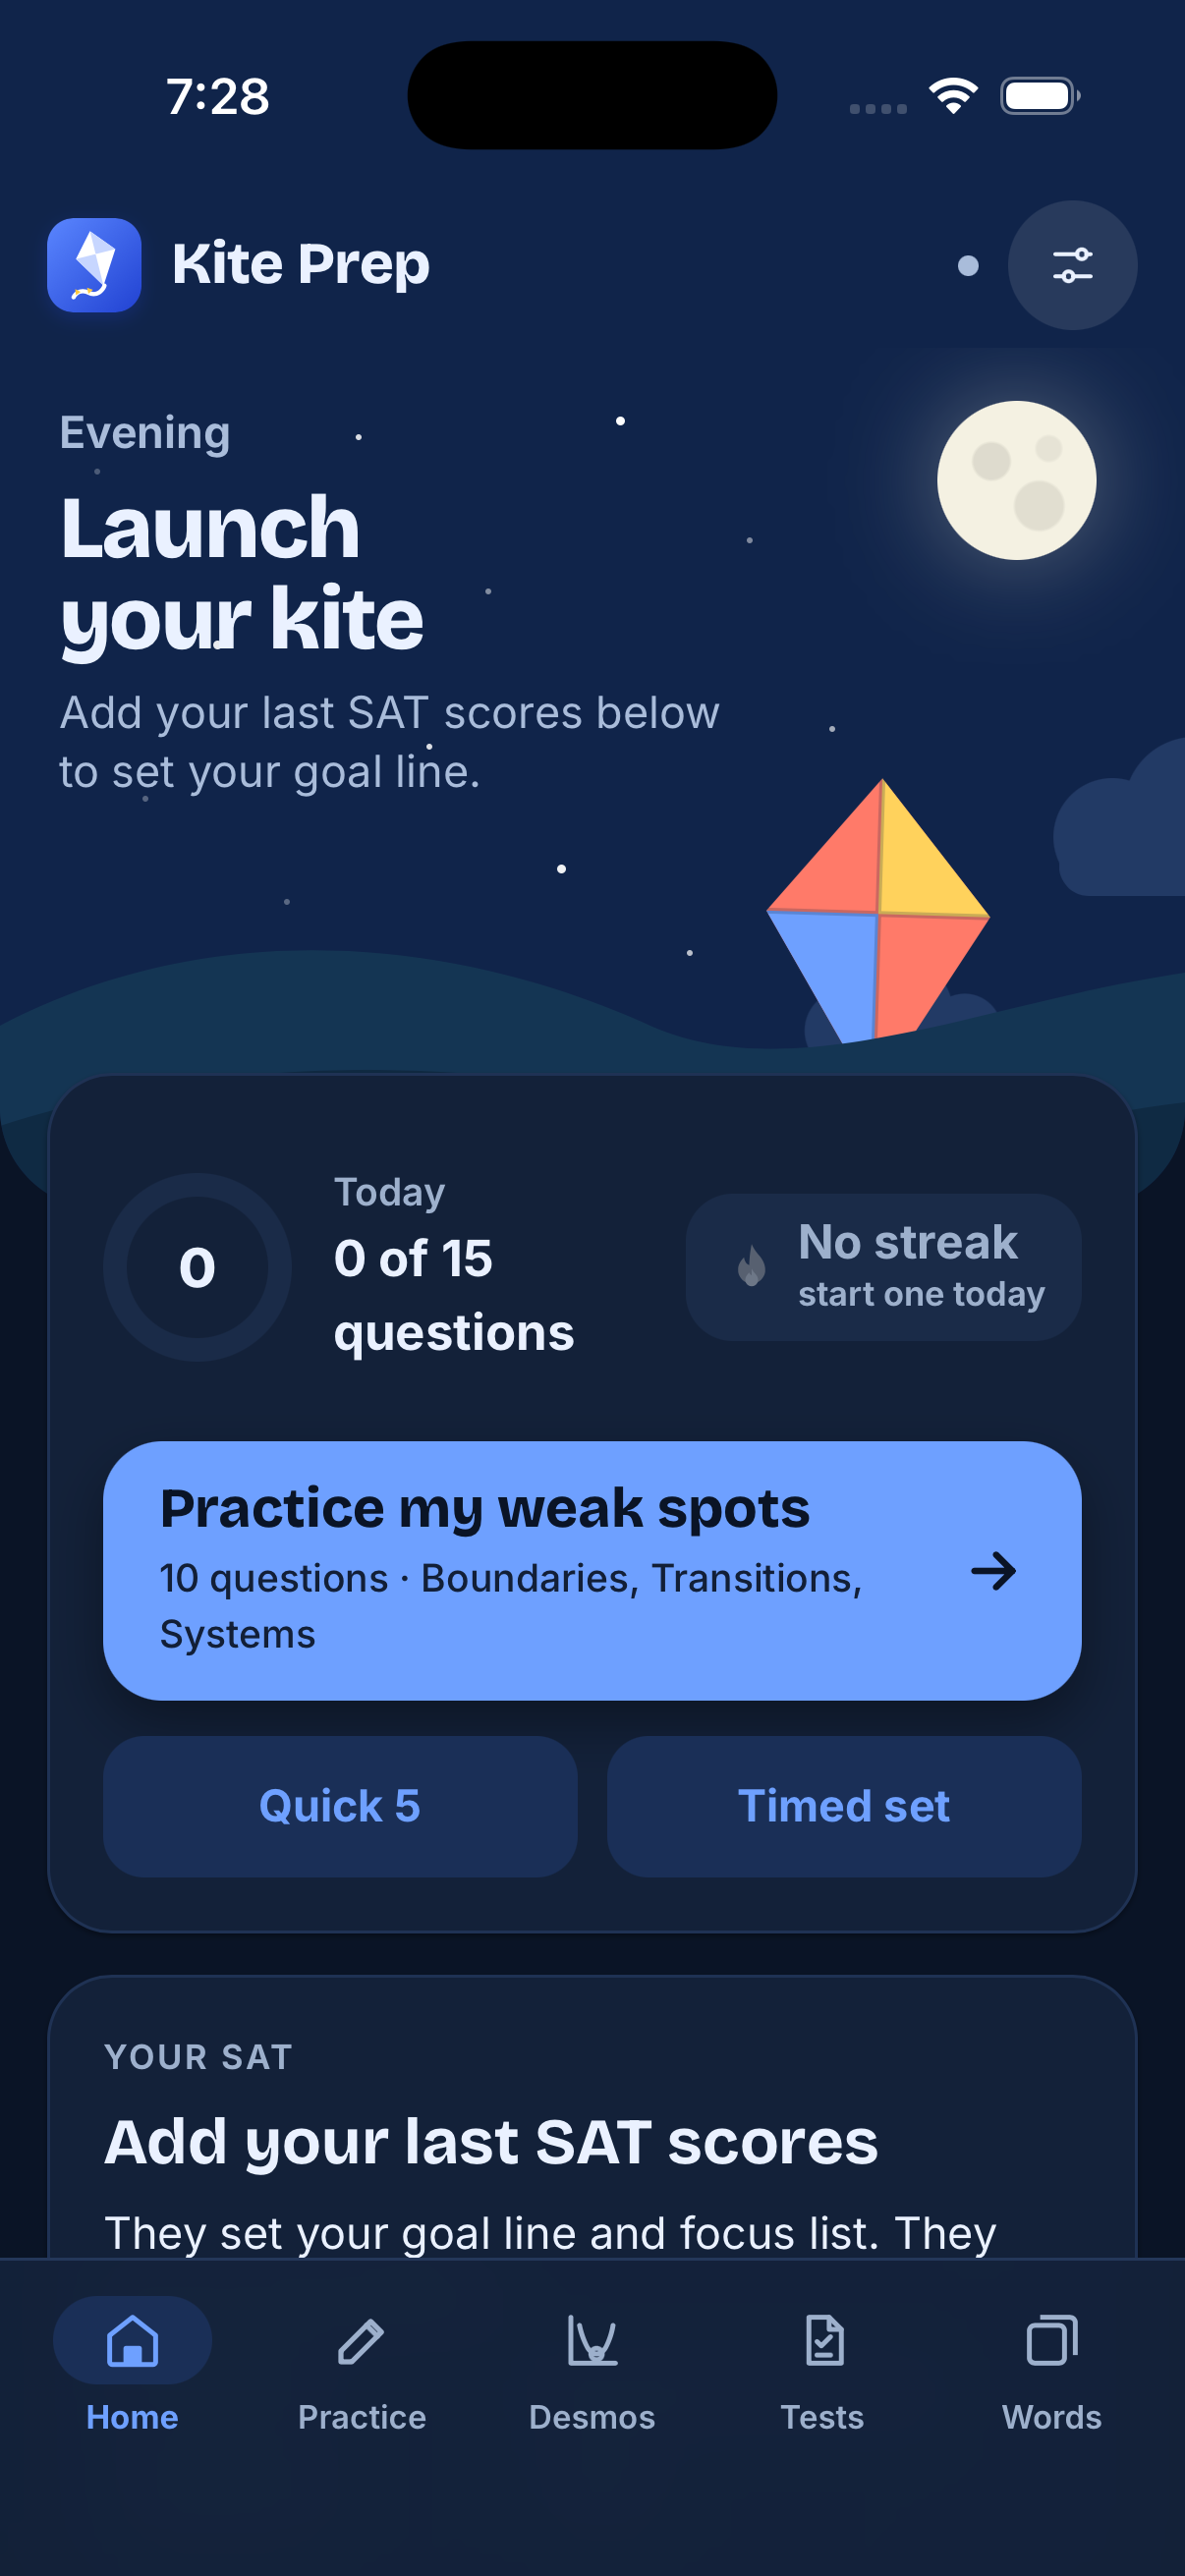 7:28
Kite Prep
Evening
Launch
your kite
Add your last SAT scores below
to set your goal line.
0
Today
0 of 15
questions
No streak
start one today
Practice my weak spots
10 questions · Boundaries, Transitions,
Systems
Quick 5
Timed set
YOUR SAT
Add your last SAT scores
They set your goal line and focus list. They
Home
Practice
Desmos
Tests
Words